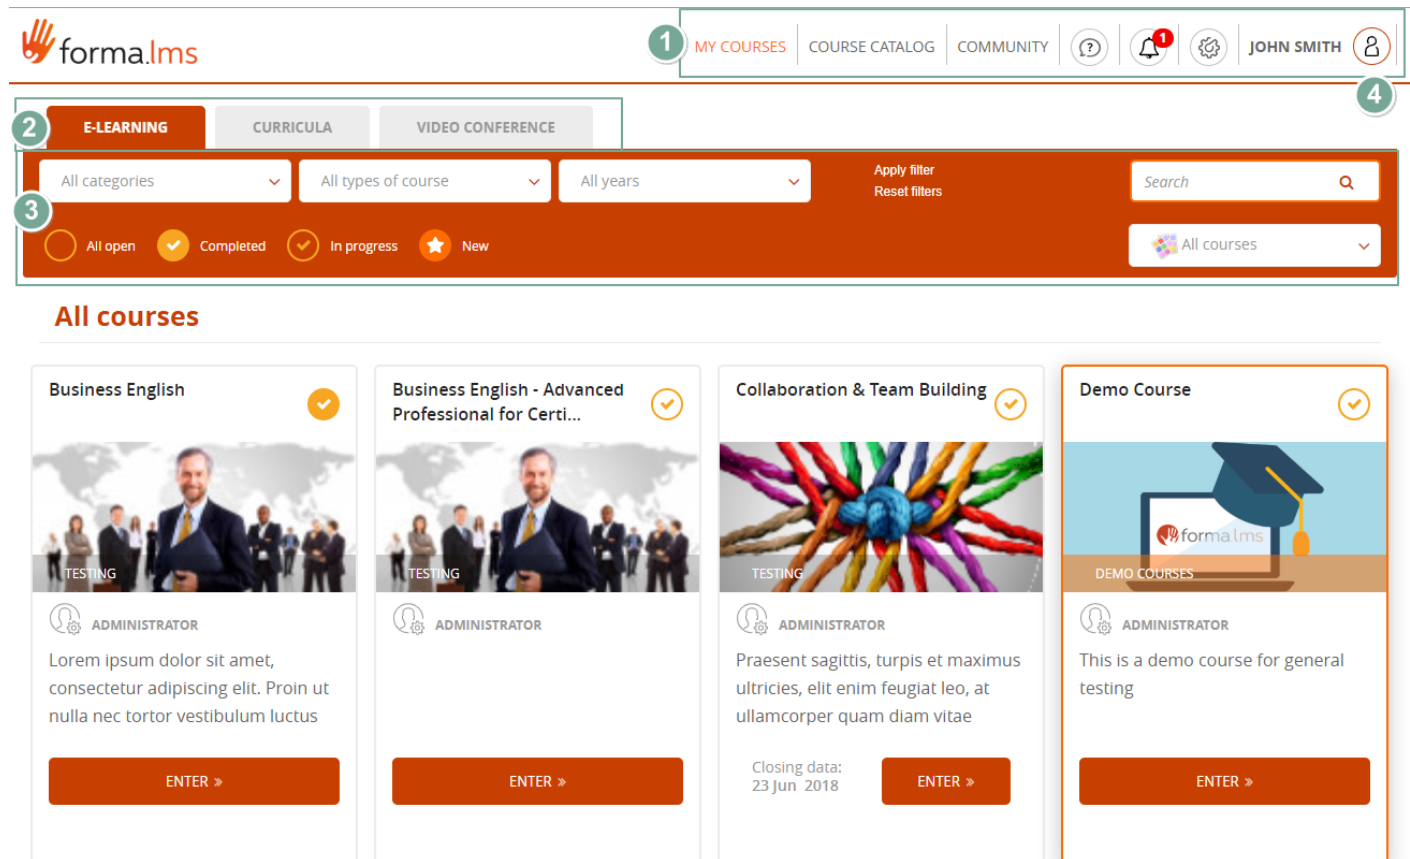 forma.lms
1
MY COURSES
COURSE CATALOG
COMMUNITY
?
1
JOHN SMITH
4
2
E-LEARNING
CURRICULA
VIDEO CONFERENCE
3
All categories
All types of course
All years
Apply filter
Reset filters
Search
All open
Completed
In progress
New
All courses
All courses
Business English
TESTING
ADMINISTRATOR
Lorem ipsum dolor sit amet,
consectetur adipiscing elit. Proin ut
nulla nec tortor vestibulum luctus
ENTER »
Business English - Advanced
Professional for Certi...
TESTING
ADMINISTRATOR
ENTER »
Collaboration & Team Building
TESTING
ADMINISTRATOR
Praesent sagittis, turpis et maximus
ultricies, elit enim feugiat leo, at
ullamcorper quam diam vitae
Closing data:
23 Jun 2018
ENTER »
Demo Course
forma.lms
DEMO COURSES
ADMINISTRATOR
This is a demo course for general
testing
ENTER »